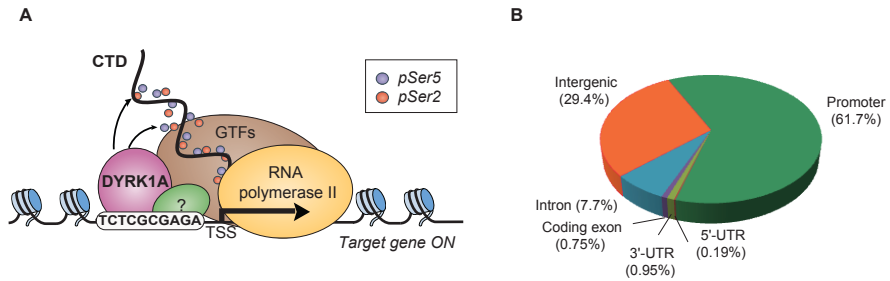 A
CTD
pSer5
pSer2
GTFs
DYRK1A
RNA
polymerase II
?
TCTCGCGAGA
TSS
Target gene ON
B
Intergenic
(29.4%)
Promoter
(61.7%)
Intron (7.7%)
Coding exon
(0.75%)
3'-UTR
(0.95%)
5'-UTR
(0.19%)